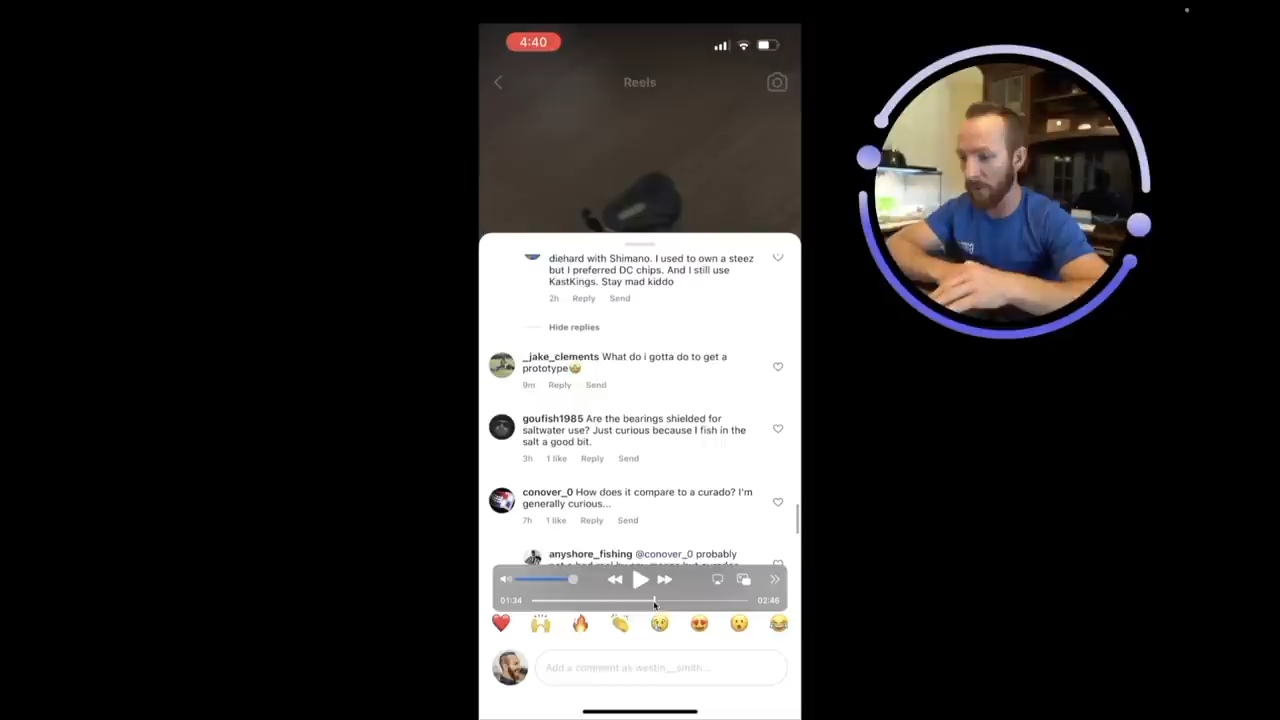 4:40
Reels
diehard with Shimano. I used to own a steez
but I preferred DC chips. And I still use
KastKings. Stay mad kiddo
2h Reply Send
Hide replies
_jake_clements What do i gotta do to get a
prototype🤩
9m Reply Send
goufish1985 Are the bearings shielded for
saltwater use? Just curious because I fish in the
salt a good bit.
3h 1 like Reply Send
conover_0 How does it compare to a curado? I'm
generally curious...
7h 1 like Reply Send
anyshore_fishing @conover_0 probably
01:34 02:46
Add a comment as westin__smith...